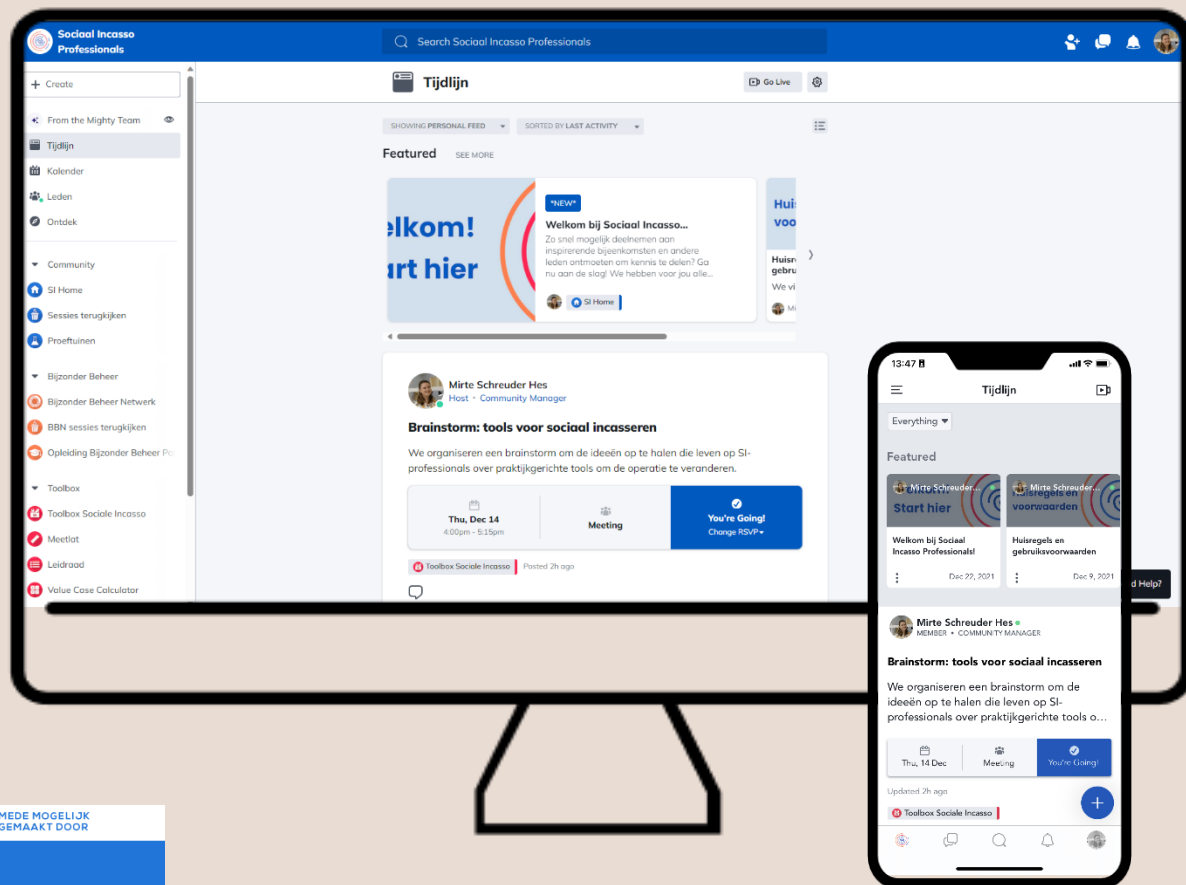 Sociaal Incasso
Professionals
Search Sociaal Incasso Professionals
+ Create
From the Mighty Team
Tijdlijn
Kalender
Leden
Ontdek
Community
SI Home
Sessies terugkijken
Proeftuinen
Bijzonder Beheer
Bijzonder Beheer Netwerk
BBN sessies terugkijken
Opleiding Bijzonder Beheer
Toolbox
Toolbox Sociale Incasso
Meetlat
Leidraad
Value Case Calculator
Tijdlijn
Go Live
SHOWING PERSONAL FEED
SORTED BY LAST ACTIVITY
Featured SEE MORE
elkom!
art hier
*NEW*
Welkom bij Sociaal Incasso...
Zo snel mogelijk deelnemen aan
inspirerende bijeenkomsten en andere
leden ontmoeten om kennis te delen? Ga
nu aan de slag! We hebben voor jou alle...
SI Home
Hui
voo
Huisr
gebru
We vi
Mi
Mirte Schreuder Hes
Host • Community Manager
Brainstorm: tools voor sociaal incasseren
We organiseren een brainstorm om de ideeën op te halen die leven op SI-
professionals over praktijkgerichte tools om de operatie te veranderen.
Thu, Dec 14
4:00pm - 5:15pm
Meeting
You're Going!
Change RSVP
Toolbox Sociale Incasso Posted 2h ago
d Help?
13:47
Tijdlijn
Everything
Featured
Mirte Schreuder...
Start hier
Welkom bij Sociaal
Incasso Professionals!
Dec 22, 2021
Mirte Schreuder...
Huisregels en
voorwaarden
Huisregels en
gebruiksvoorwaarden
Dec 9, 2021
Mirte Schreuder Hes
MEMBER • COMMUNITY MANAGER
Brainstorm: tools voor sociaal incasseren
We organiseren een brainstorm om de
ideeën op te halen die leven op SI-
professionals over praktijkgerichte tools o...
Thu, 14 Dec
Meeting
You're Going!
Updated 2h ago
Toolbox Sociale Incasso
+
MEDE MOGELIJK
GEMAAKT DOOR